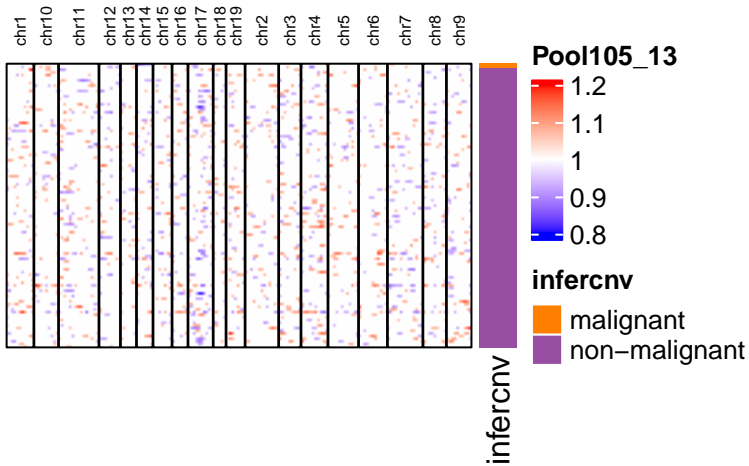 chr1
chr10
chr11
chr12
chr13
chr14
chr15
chr16
chr17
chr18
chr19
chr2
chr3
chr4
chr5
chr6
chr7
chr8
chr9
Pool105_13
1.2
1.1
1
0.9
0.8
infercnv
malignant
non−malignant
infercnv